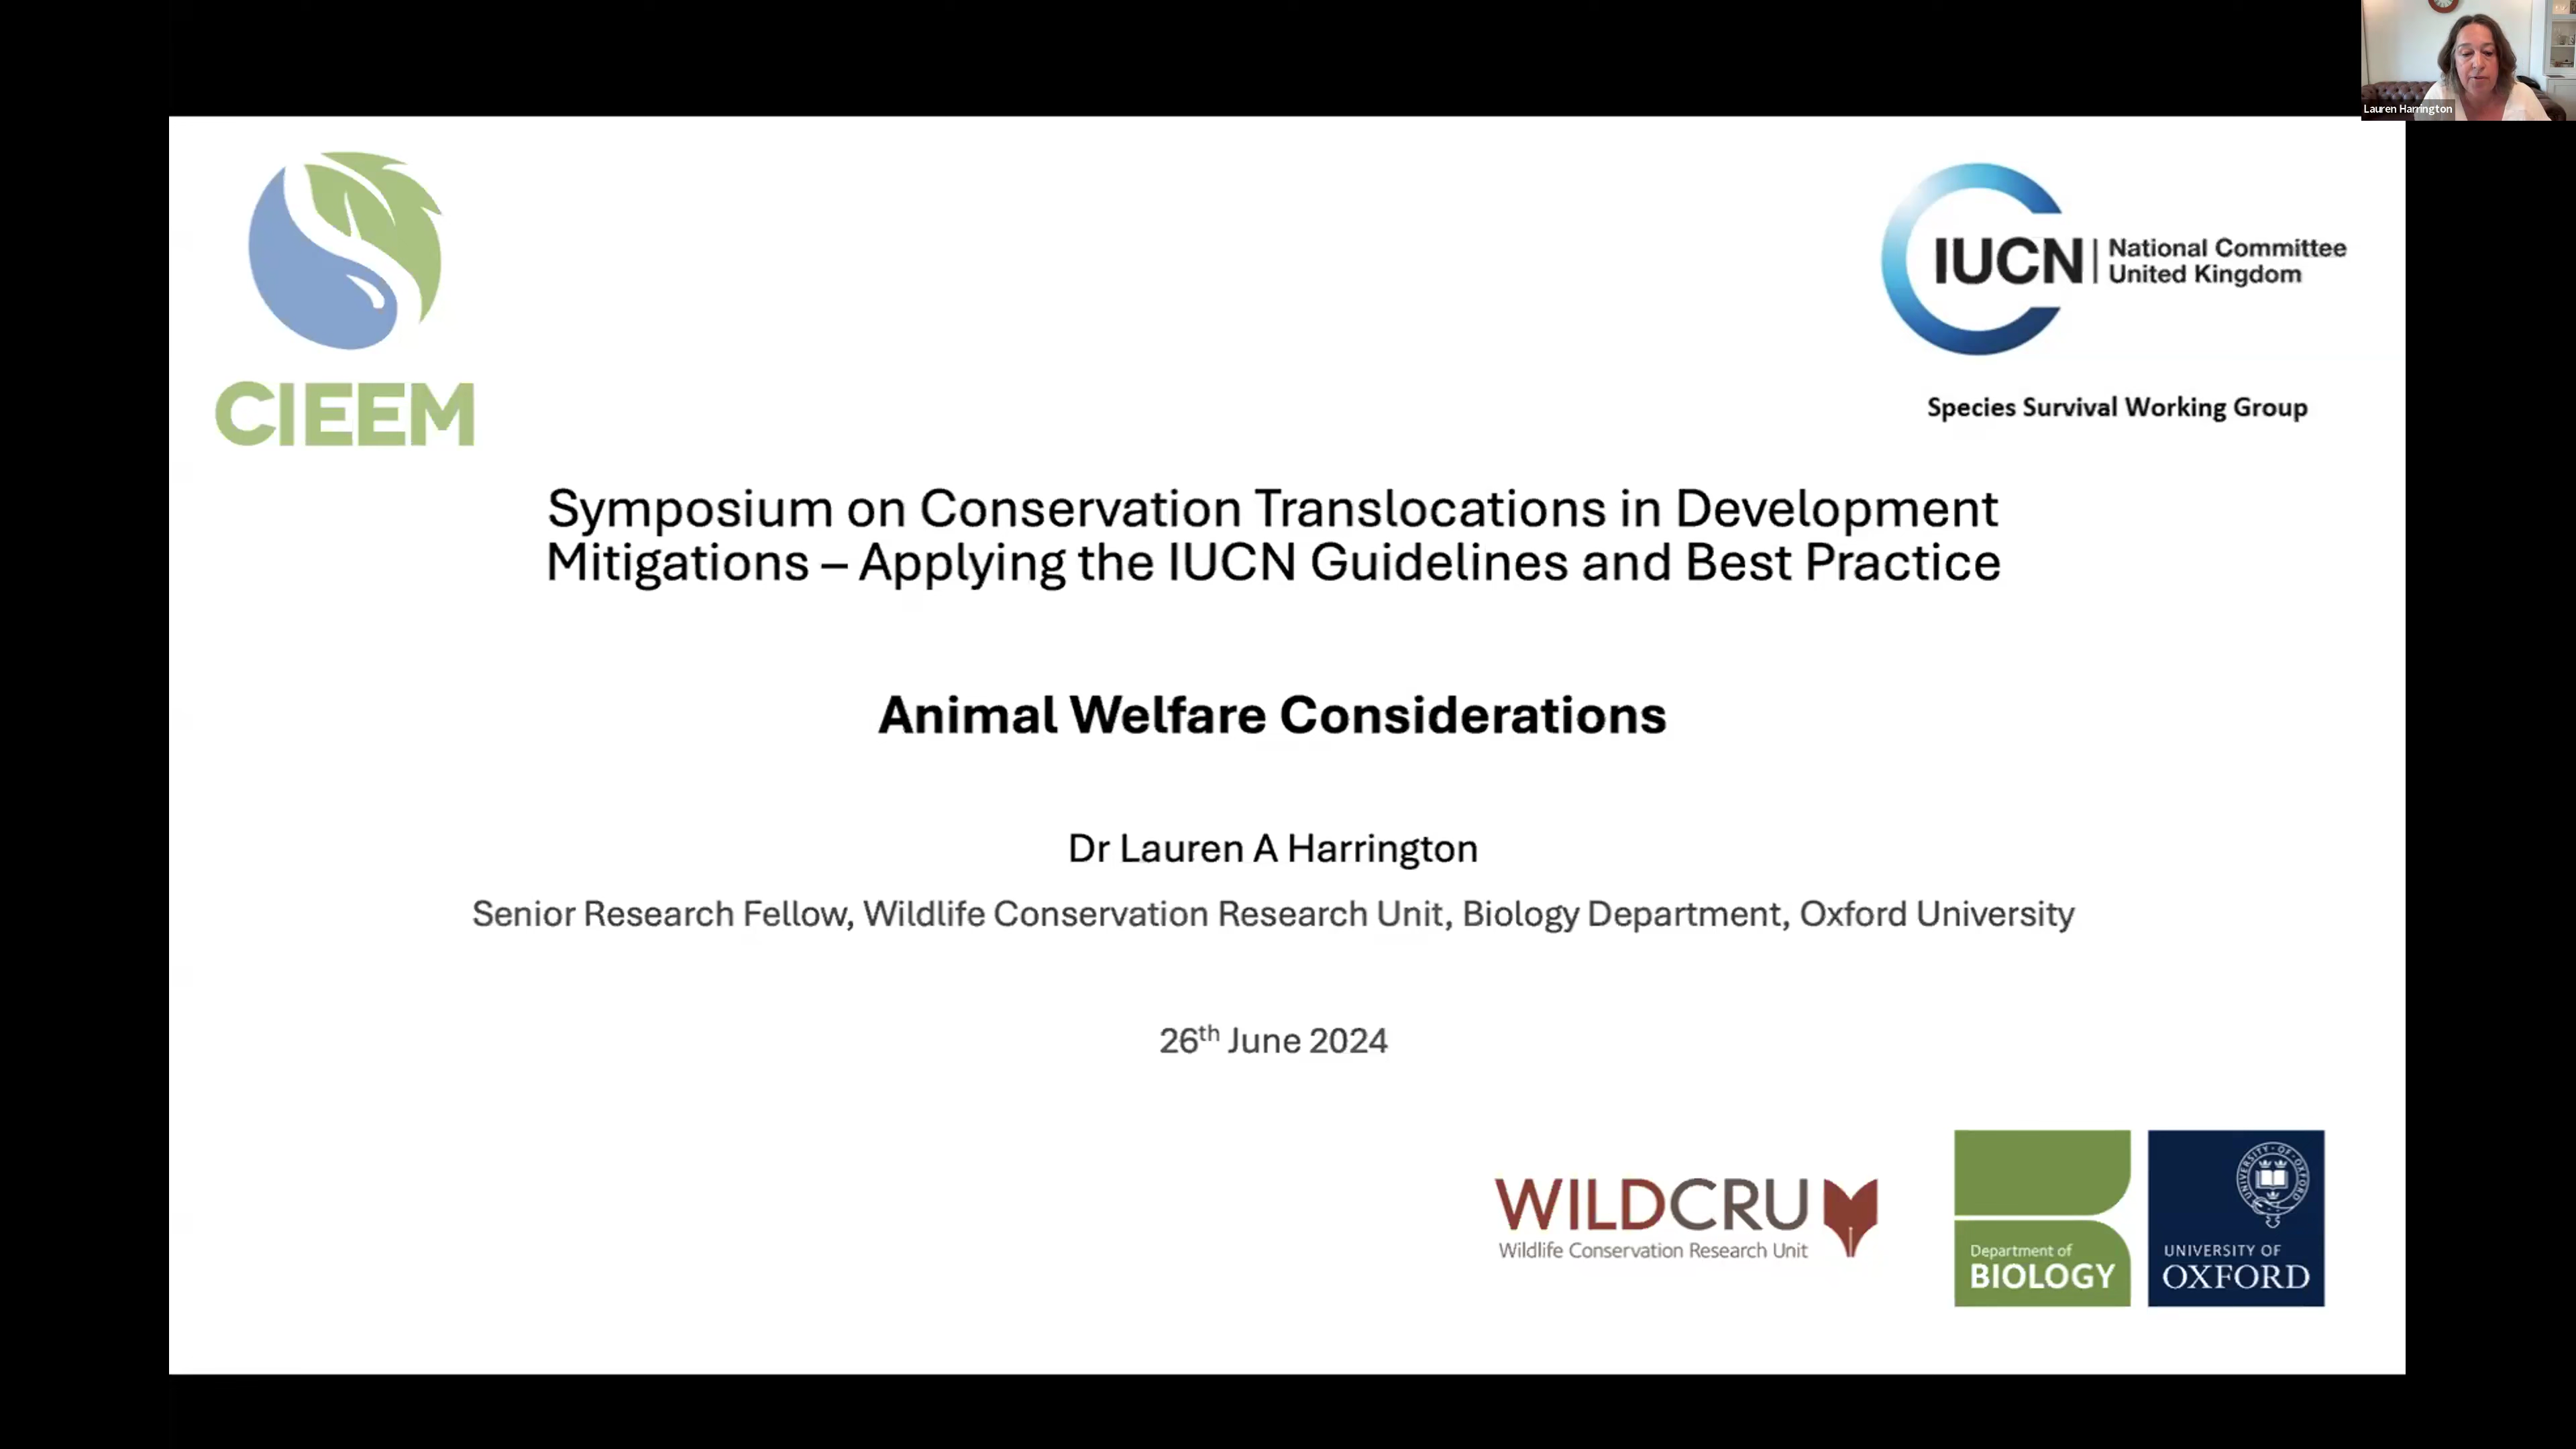 Lauren Harrington
CIEEM
IUCN
National Committee
United Kingdom
Species Survival Working Group
Symposium on Conservation Translocations in Development
Mitigations – Applying the IUCN Guidelines and Best Practice
Animal Welfare Considerations
Dr Lauren A Harrington
Senior Research Fellow, Wildlife Conservation Research Unit, Biology Department, Oxford University
26th June 2024
WILDCRU
Wildlife Conservation Research Unit
Department of
BIOLOGY
UNIVERSITY OF OXFORD
UNIVERSITY OF
OXFORD